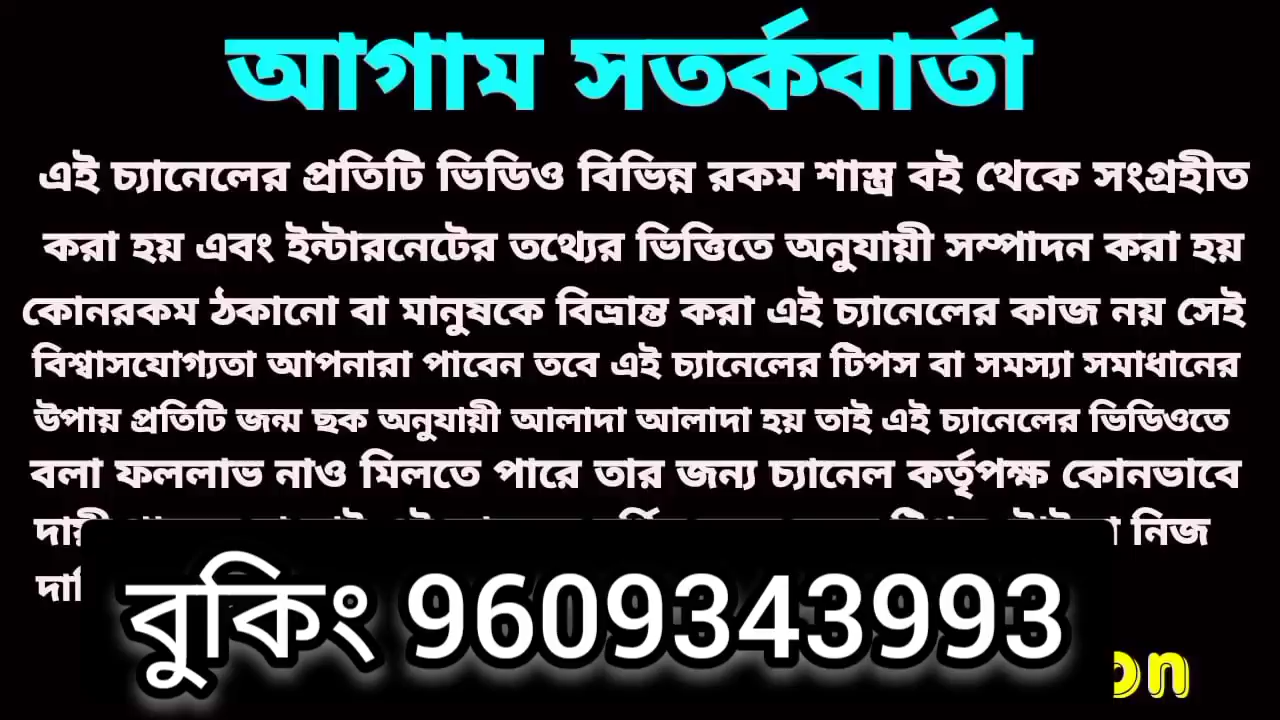 আগাম সতর্কবার্তা
এই চ্যানেলের প্রতিটি ভিডিও বিভিন্ন রকম শাস্ত্র বই থেকে সংগ্রহীত
করা হয় এবং ইন্টারনেটের তথ্যের ভিত্তিতে অনুযায়ী সম্পাদন করা হয়
কোনরকম ঠকানো বা মানুষকে বিভ্রান্ত করা এই চ্যানেলের কাজ নয় সেই
বিশ্বাসযোগ্যতা আপনারা পাবেন তবে এই চ্যানেলের টিপস বা সমস্যা সমাধানের
উপায় প্রতিটি জন্ম ছক অনুযায়ী আলাদা আলাদা হয় তাই এই চ্যানেলের ভিডিওতে
বলা ফললাভ নাও মিলতে পারে তার জন্য চ্যানেল কর্তৃপক্ষ কোনভাবে
নিজ
বুকিং 9609343993
on